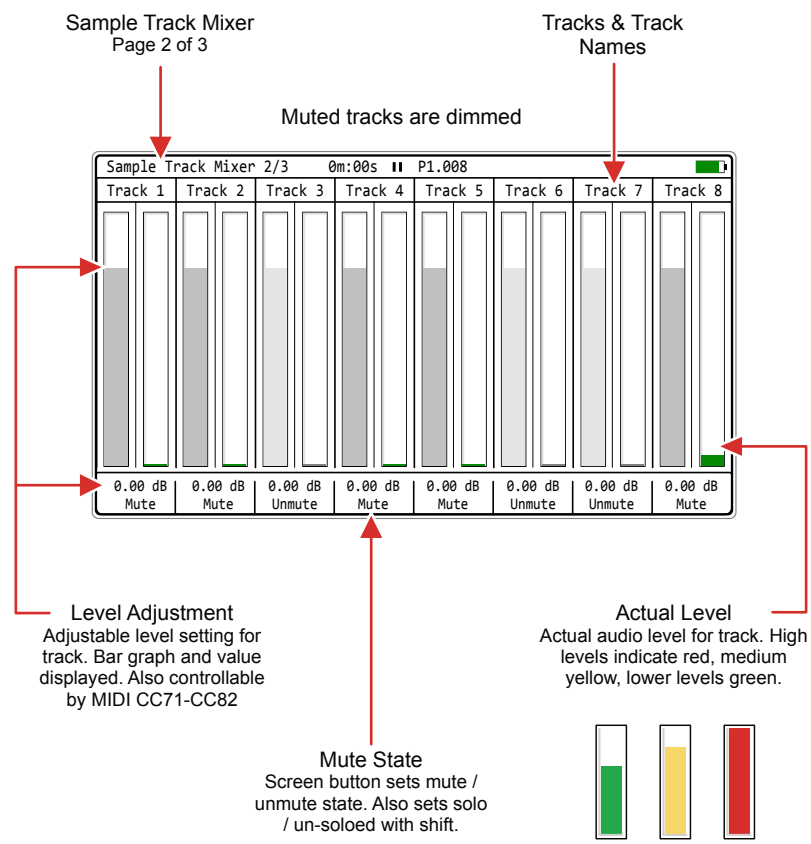 Sample Track Mixer
Page 2 of 3
Tracks & Track
Names
Muted tracks are dimmed
Sample Track Mixer 2/3 0m:00s P1.008
Track 1 Track 2 Track 3 Track 4 Track 5 Track 6 Track 7 Track 8
0.00 dB 0.00 dB 0.00 dB 0.00 dB 0.00 dB 0.00 dB 0.00 dB 0.00 dB
Mute Mute Unmute Mute Mute Unmute Unmute Mute
Level Adjustment
Adjustable level setting for
track. Bar graph and value
displayed. Also controllable
by MIDI CC71-CC82
Actual Level
Actual audio level for track. High
levels indicate red, medium
yellow, lower levels green.
Mute State
Screen button sets mute /
unmute state. Also sets solo
/ un-soloed with shift.